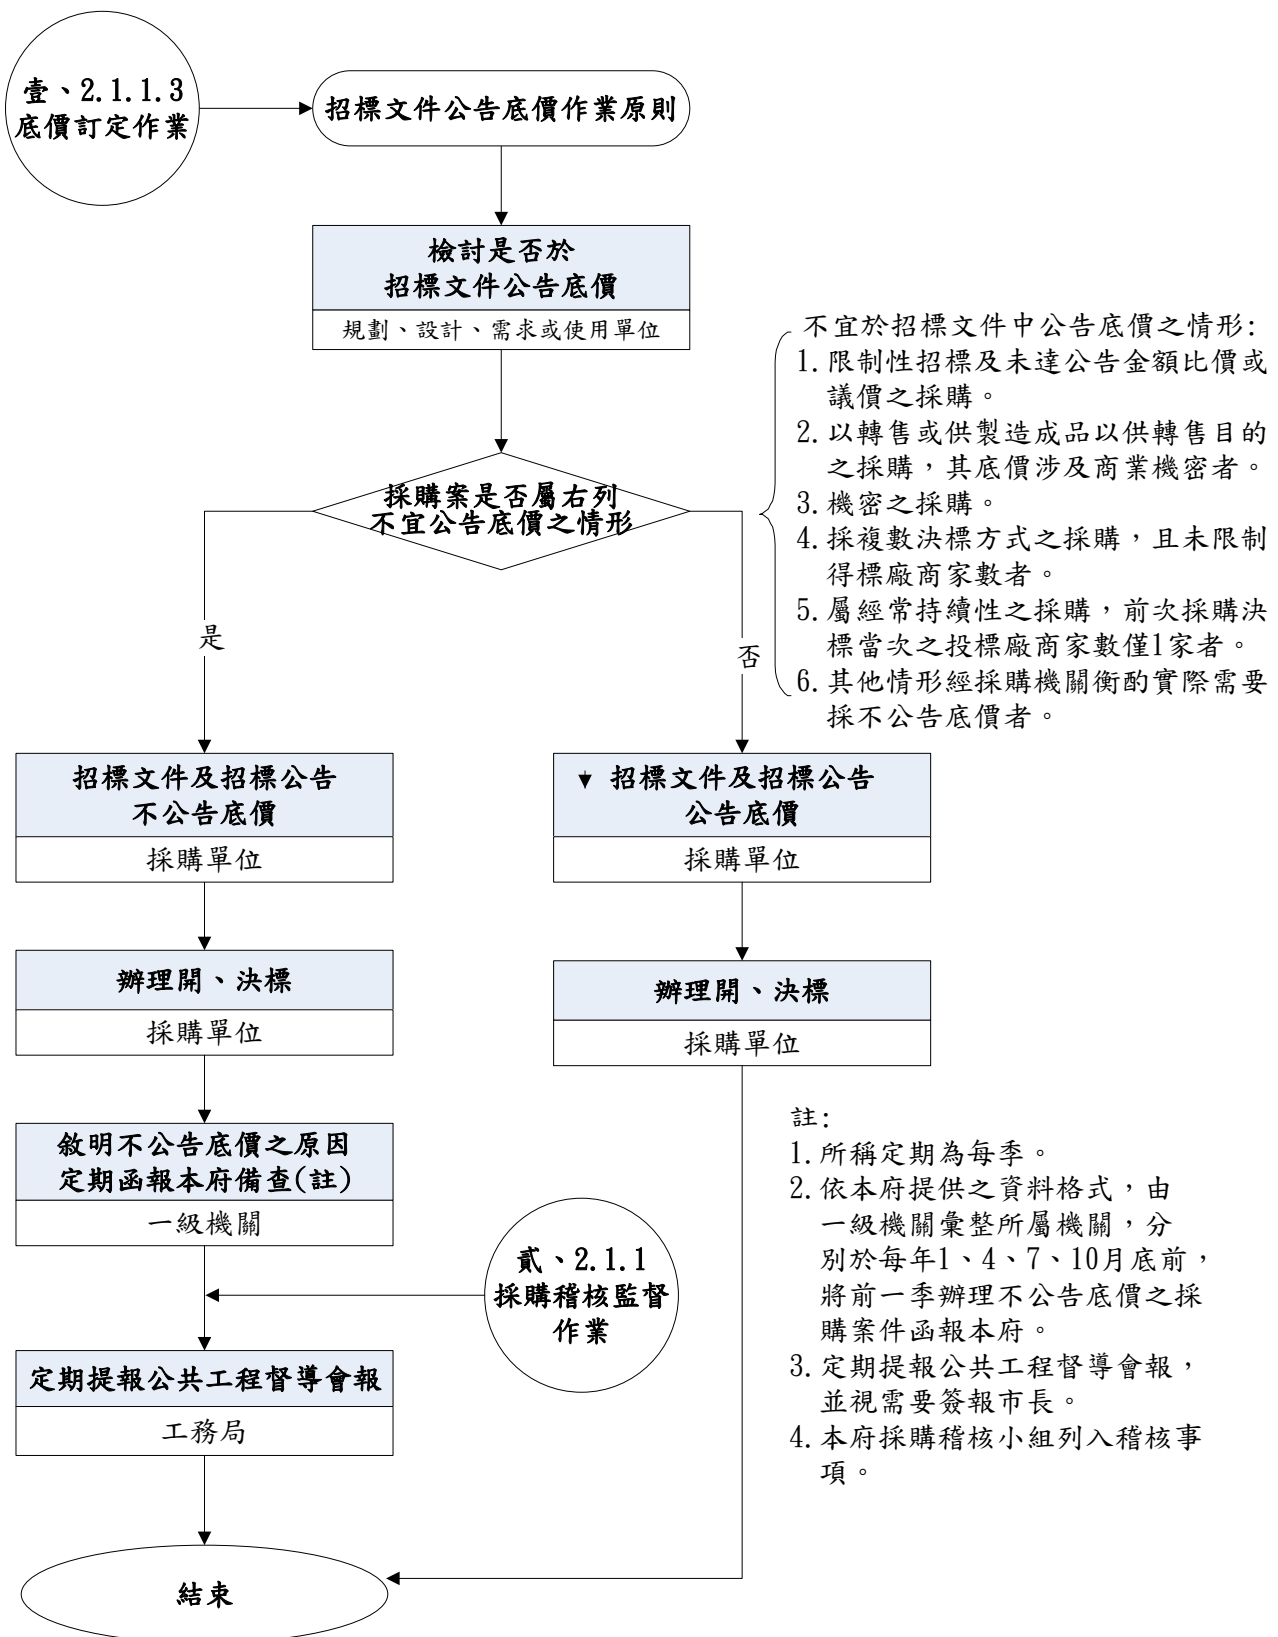 壹、2.1.1.3
底價訂定作業
招標文件公告底價作業原則
檢討是否於
招標文件公告底價
規劃、設計、需求或使用單位
採購案是否屬右列
不宜公告底價之情形
不宜於招標文件中公告底價之情形:
1.限制性招標及未達公告金額比價或
議價之採購。
2.以轉售或供製造成品以供轉售目的
之採購，其底價涉及商業機密者。
3.機密之採購。
4.採複數決標方式之採購，且未限制
得標廠商家數者。
5.屬經常持續性之採購，前次採購決
標當次之投標廠商家數僅1家者。
6.其他情形經採購機關衡酌實際需要
採不公告底價者。
是
否
招標文件及招標公告
不公告底價
採購單位
招標文件及招標公告
公告底價
採購單位
辦理開、決標
採購單位
辦理開、決標
採購單位
敘明不公告底價之原因
定期函報本府備查(註)
一級機關
貳、2.1.1
採購稽核監督
作業
定期提報公共工程督導會報
工務局
結束
註:
1.所稱定期為每季。
2.依本府提供之資料格式，由
一級機關彙整所屬機關，分
別於每年1、4、7、10月底前，
將前一季辦理不公告底價之採
購案件函報本府。
3.定期提報公共工程督導會報，
並視需要簽報市長。
4.本府採購稽核小組列入稽核事
項。